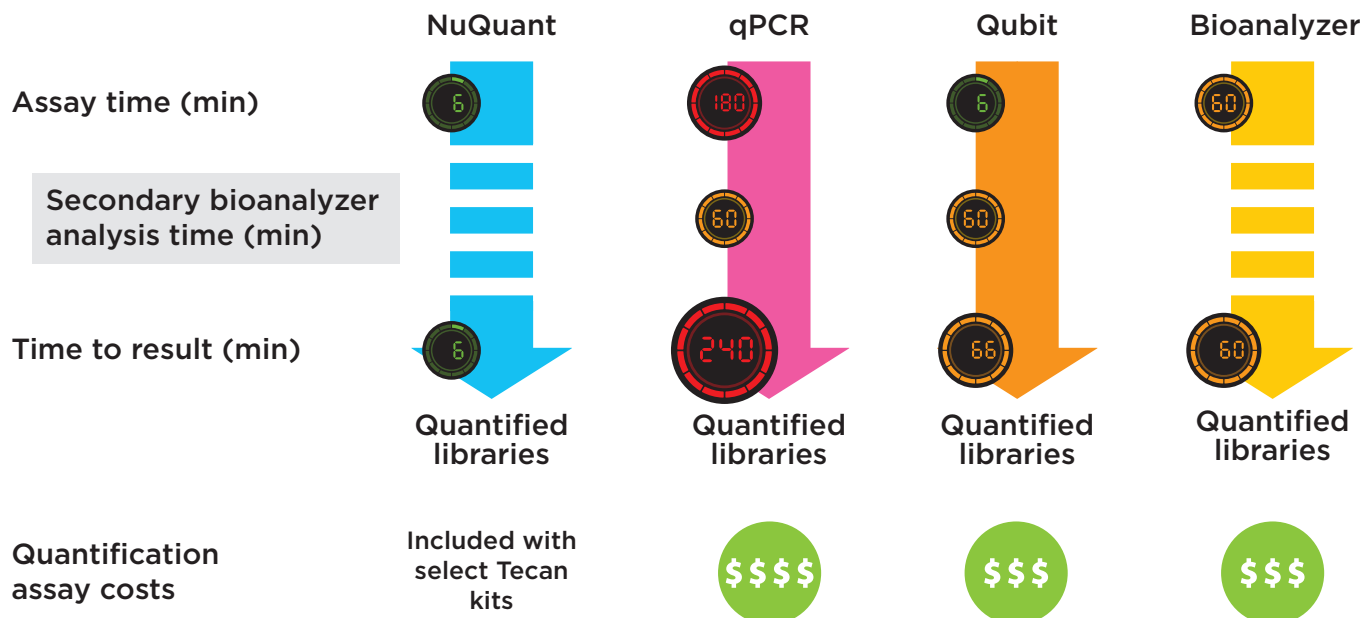 NuQuant
qPCR
Qubit
Bioanalyzer
Assay time (min)
6
180
6
60
Secondary bioanalyzer
analysis time (min)
60
60
Time to result (min)
6
240
66
60
Quantified
libraries
Quantified
libraries
Quantified
libraries
Quantified
libraries
Quantification
assay costs
Included with
select Tecan
kits
$$$$
$$$
$$$